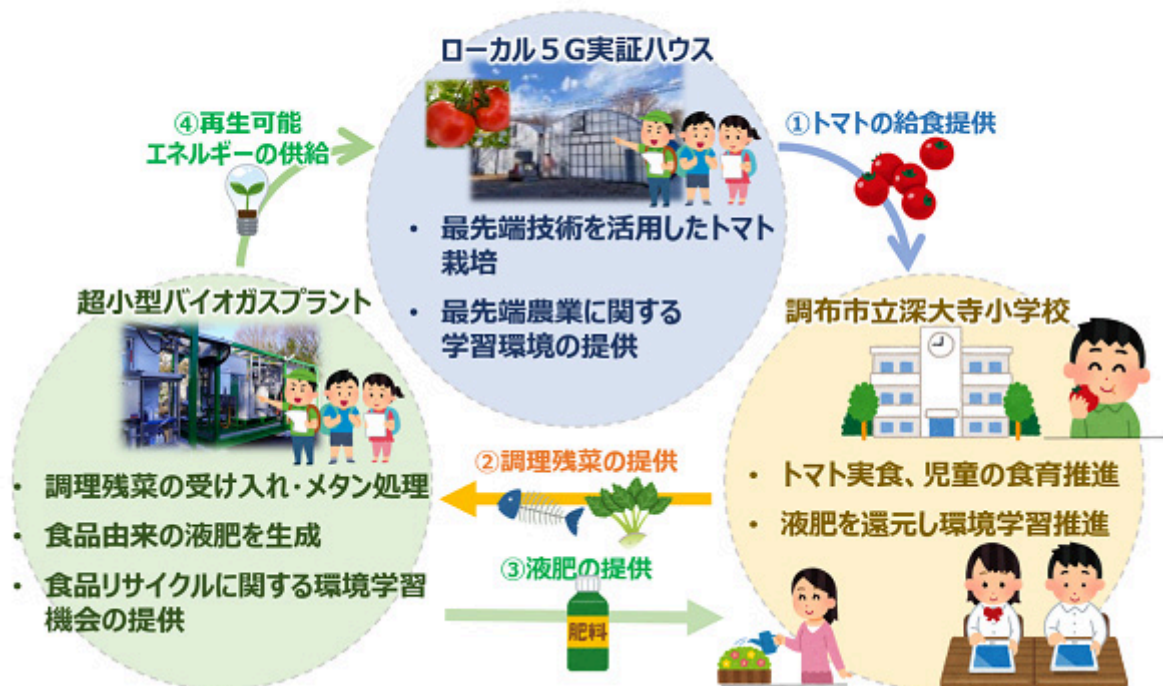 ローカル5G実証ハウス
④再生可能
エネルギーの供給
①トマトの給食提供
・ 最先端技術を活用したトマト
栽培
・ 最先端農業に関する
学習環境の提供
超小型バイオガスプラント
調布市立深大寺小学校
・ 調理残菜の受け入れ・メタン処理
・ 食品由来の液肥を生成
・ 食品リサイクルに関する環境学習
機会の提供
②調理残菜の提供
③液肥の提供
肥料
・ トマト実食、児童の食育推進
・ 液肥を還元し環境学習推進